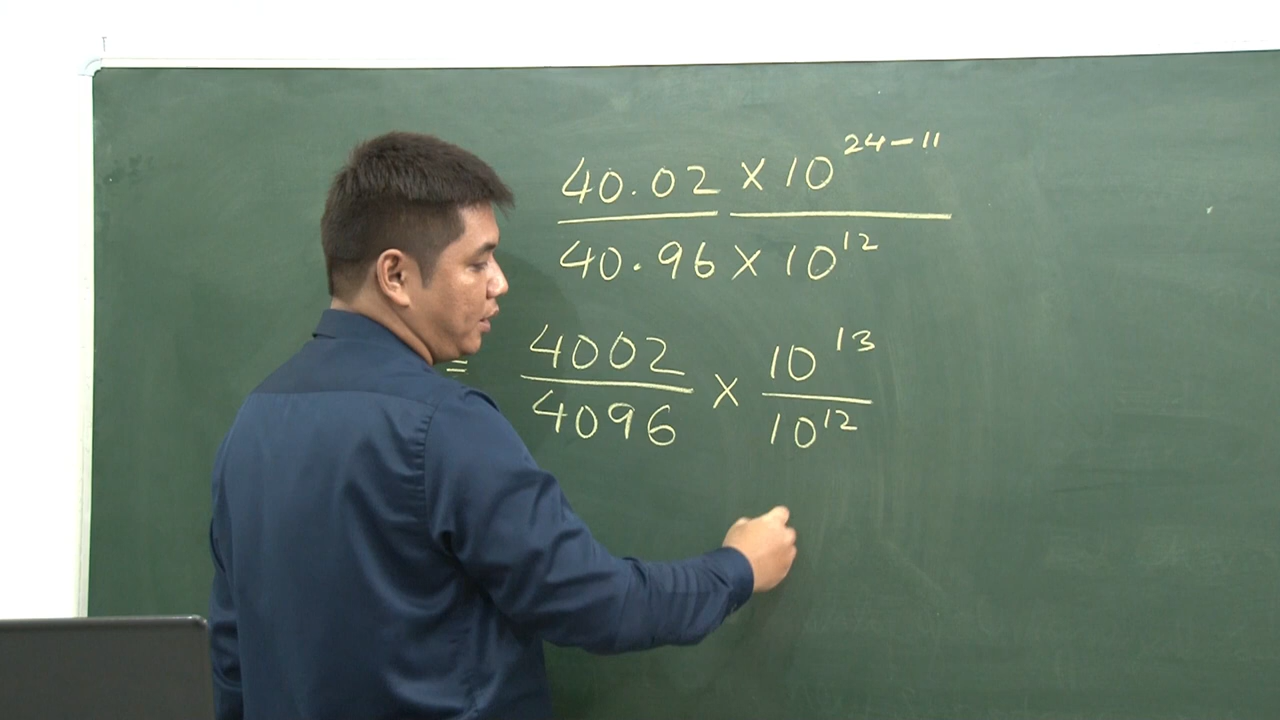 40.02 × 10^24-11
40.96 × 10^12
= 4002 × 10^13
4096 10^12